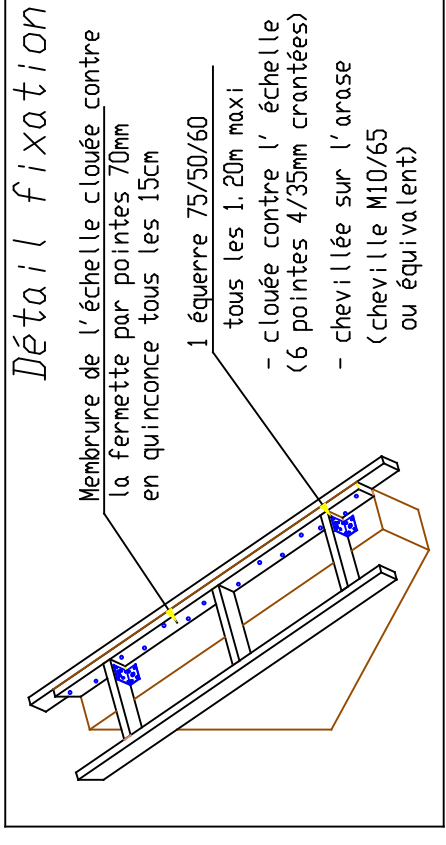 Détail fixation
Membrure de l'échelle clouée contre
la fermette par pointes 70mm
en quinconce tous les 15cm
1 équerre 75/50/60
tous les 1.20m maxi
- clouée contre l' échelle
(6 pointes 4/35mm crantées)
- chevillée sur l'arase
(cheville M10/65
ou équivalent)